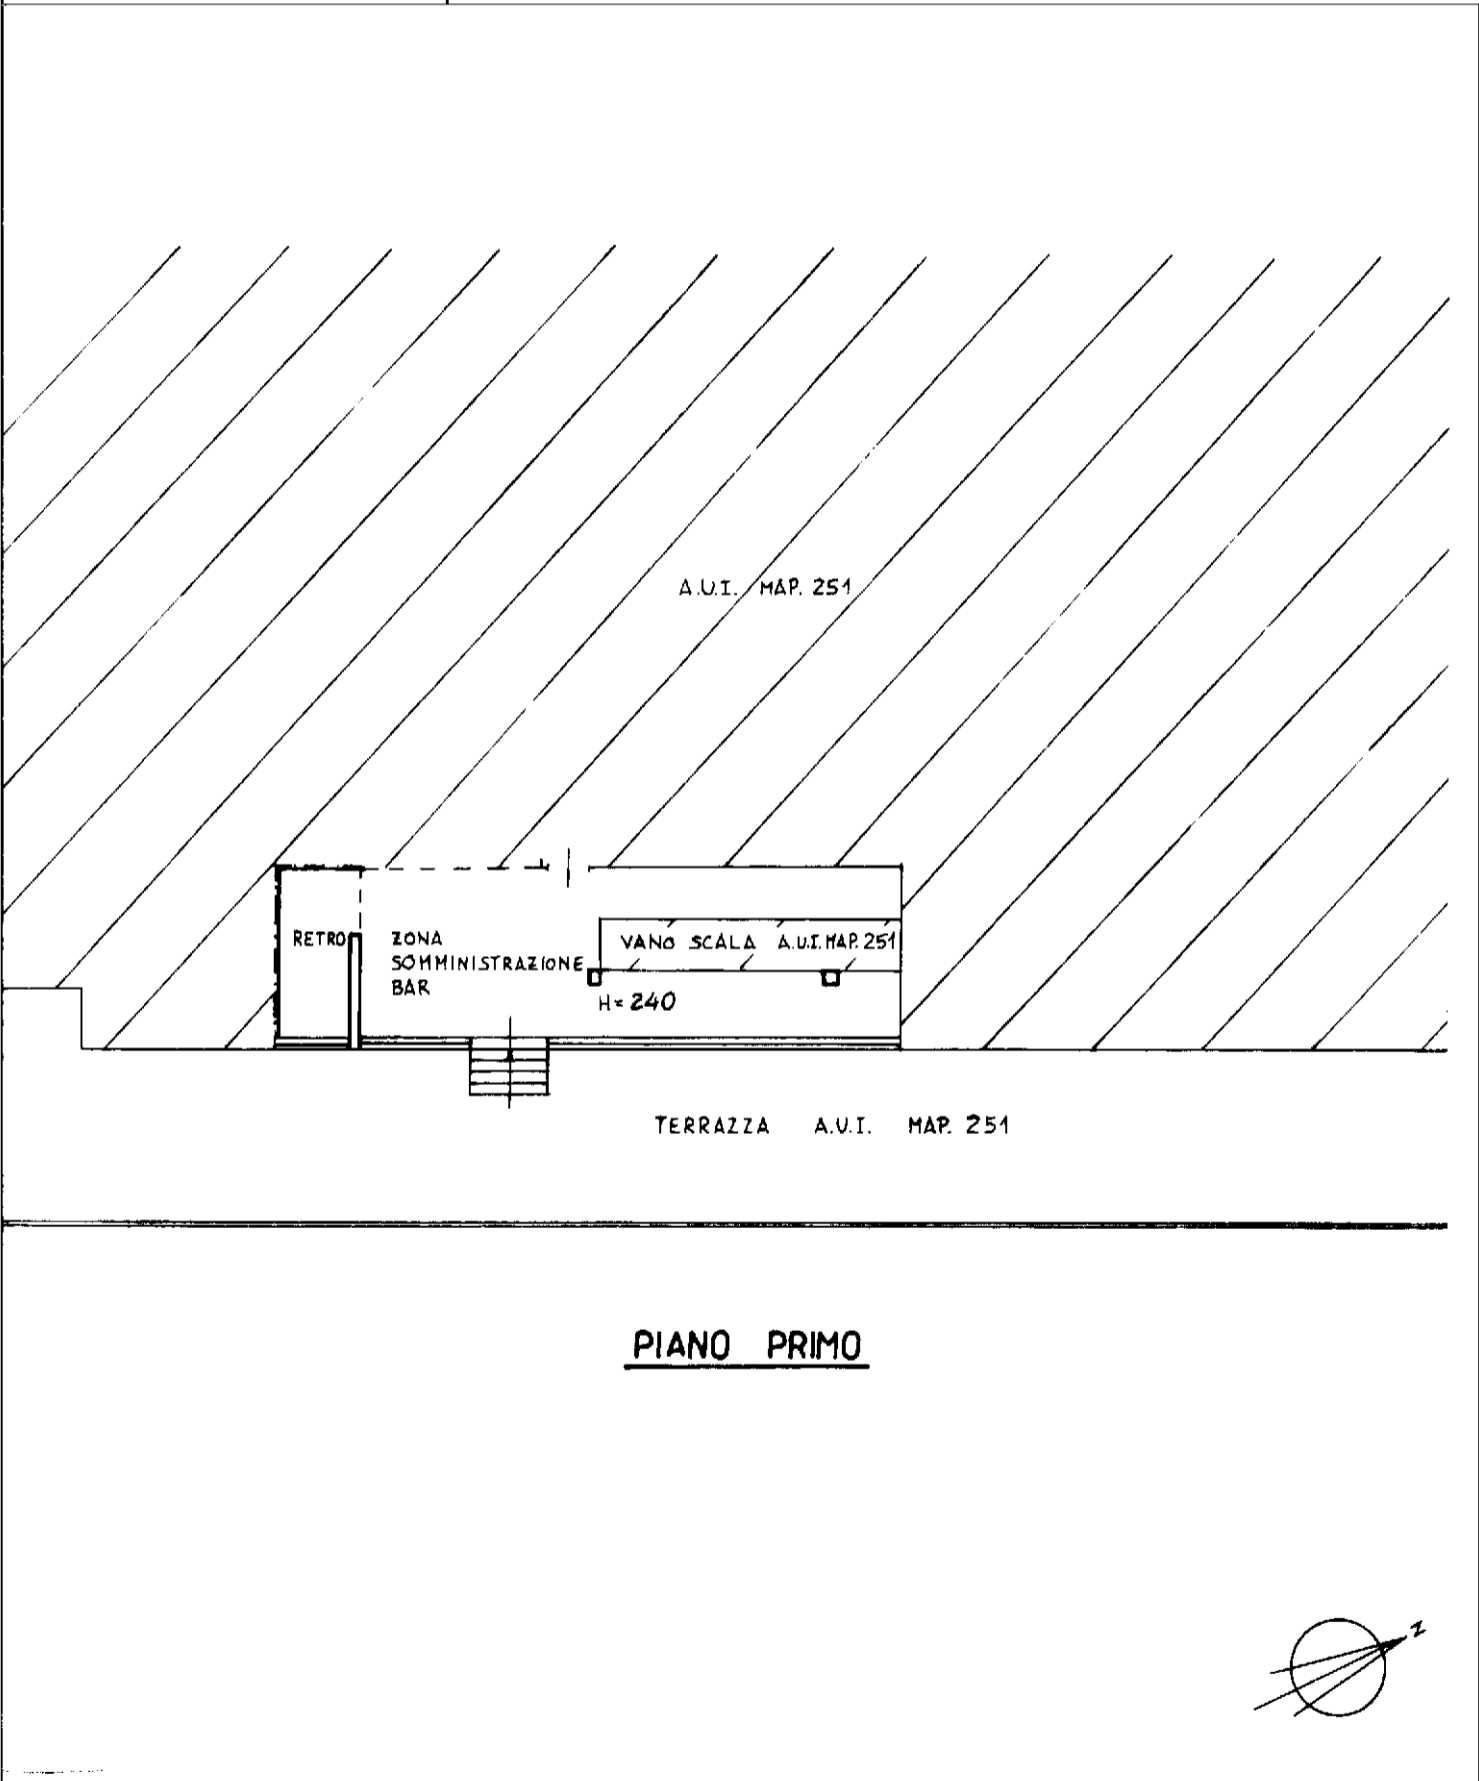 A.U.I. MAP. 251
RETRO
ZONA
SOMMINISTRAZIONE
BAR
VANO SCALA A.U.I. MAP. 251
H= 240
TERRAZZA A.U.I. MAP. 251
PIANO PRIMO
N